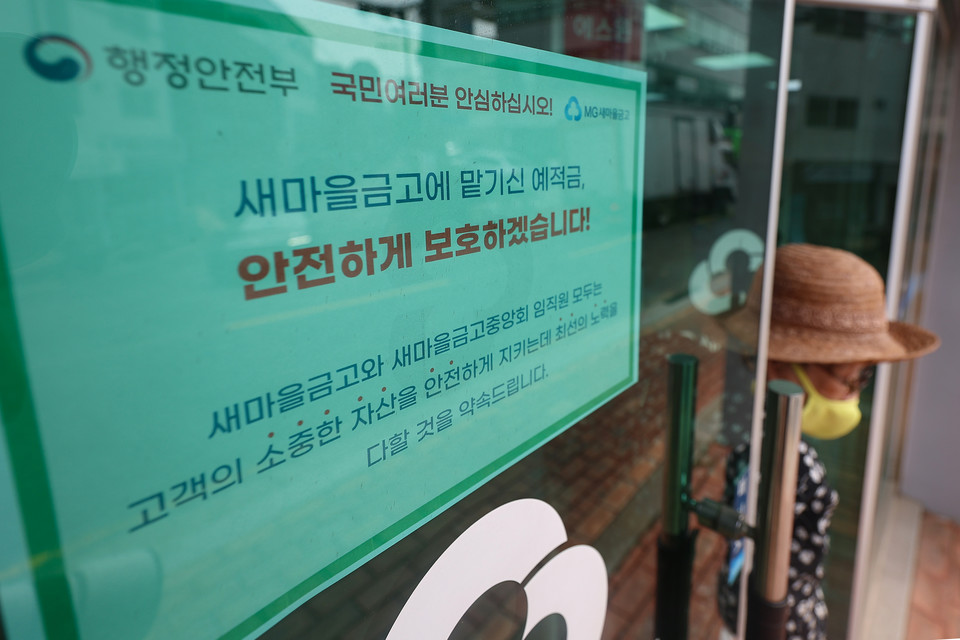 행정안전부
국민여러분 안심하십시오!
MG새마을금고
새마을금고에 맡기신 예적금,
안전하게 보호하겠습니다!
새마을금고와 새마을금고중앙회 임직원 모두는
고객의 소중한 자산을 안전하게 지키는데 최선의 노력을
다할 것을 약속드립니다.